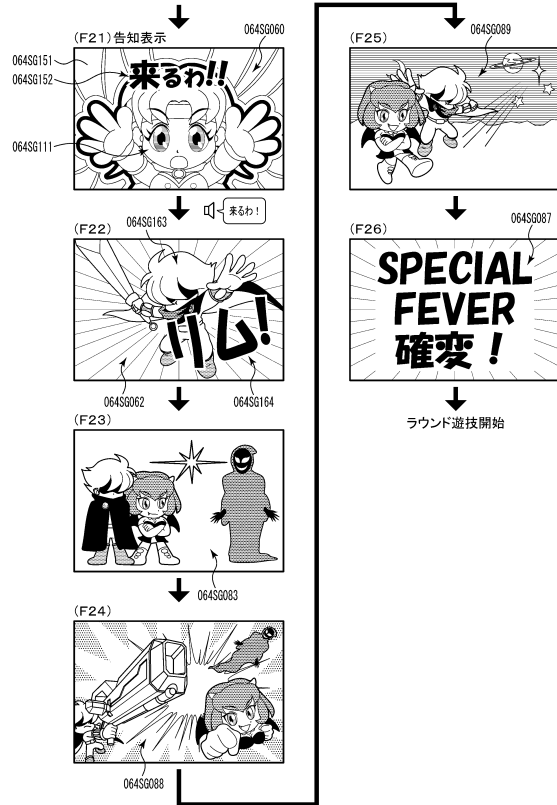 (F21)告知表示
064SG060
064SG151
064SG152
来るわ!!
064SG111
来るわ！
(F22)
064SG163
リム!
064SG062
064SG164
(F23)
064SG083
(F24)
064SG088
(F25)
064SG089
(F26)
064SG087
SPECIAL
FEVER
確変！
ラウンド遊技開始